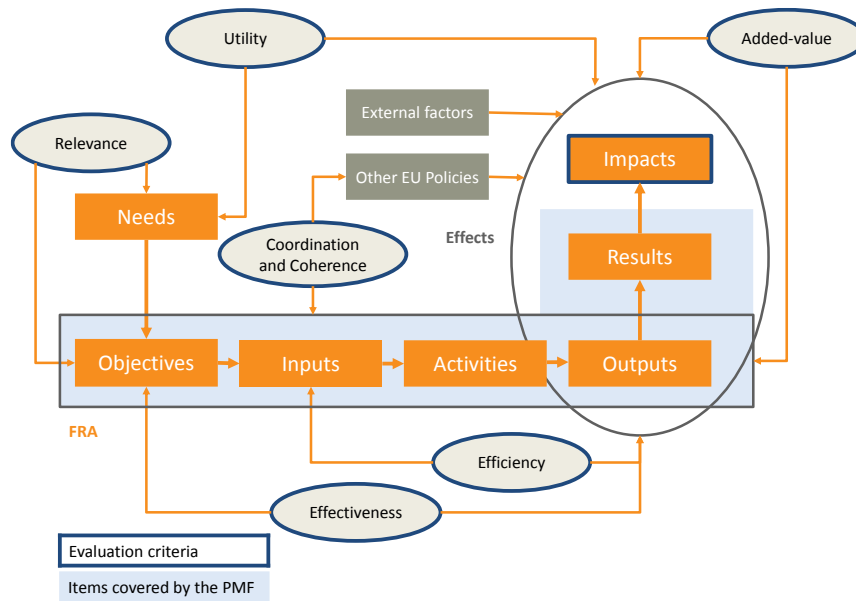 Utility
Added-value
External factors
Relevance
Impacts
Other EU Policies
Needs
Coordination
and Coherence
Effects
Results
Objectives
Inputs
Activities
Outputs
FRA
Efficiency
Effectiveness
Evaluation criteria
Items covered by the PMF